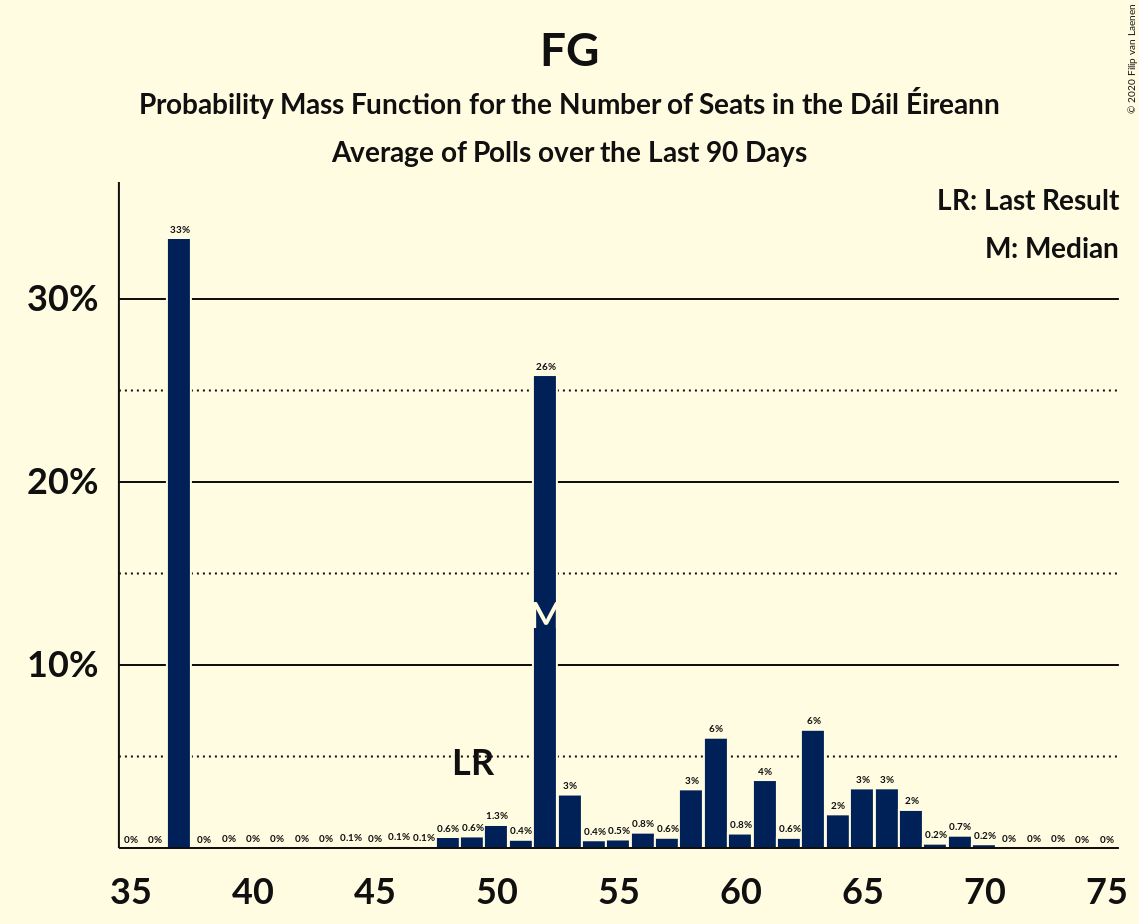 FG
Probability Mass Function for the Number of Seats in the Dáil Éireann
Average of Polls over the Last 90 Days
© 2020 Filip van Laenen
LR: Last Result
M: Median
30%
20%
10%
0% 0% 33% 0% 0% 0% 0% 0% 0% 0.1% 0% 0.1% 0.1% 0.6% 0.6% 1.3% 0.4% 26% 3% 0.4% 0.5% 0.8% 0.6% 3% 6% 0.8% 4% 0.6% 6% 2% 3% 3% 2% 0.2% 0.7% 0.2% 0% 0% 0% 0% 0%
LR
M
35 40 45 50 55 60 65 70 75